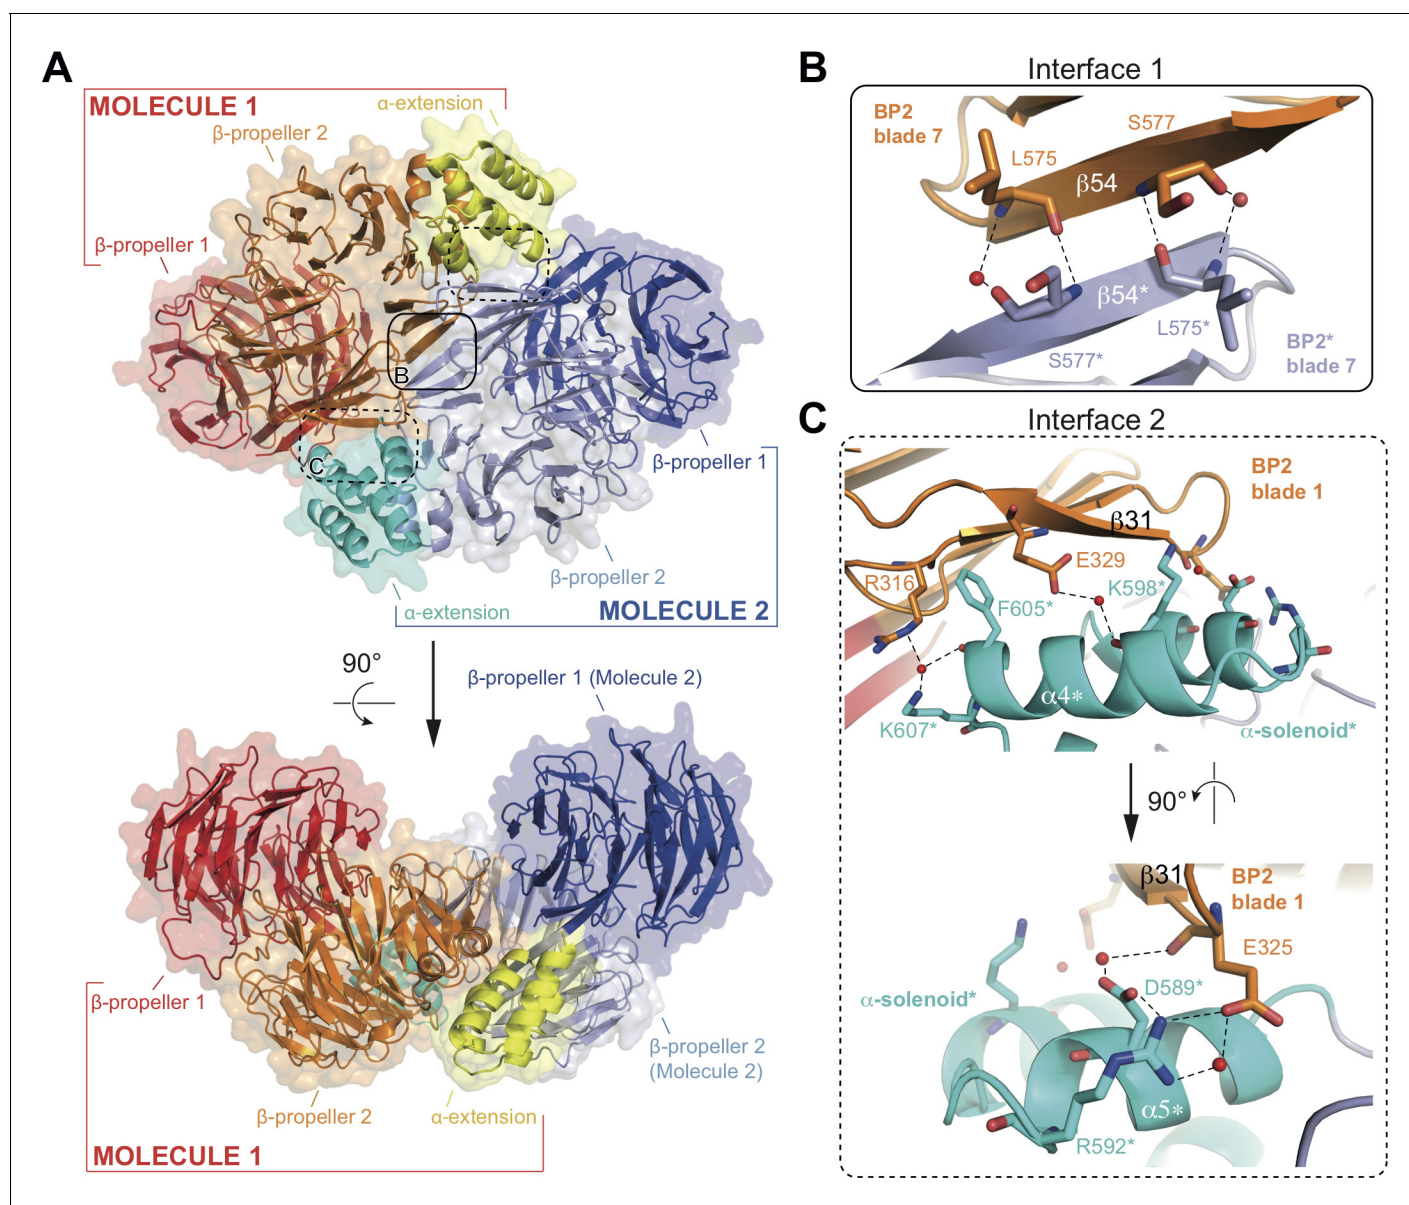 A
MOLECULE 1
α-extension
β-propeller 2
β-propeller 1
B
C
β-propeller 1
β-propeller 2
α-extension
MOLECULE 2
90°
β-propeller 1 (Molecule 2)
β-propeller 1
β-propeller 2
(Molecule 2)
β-propeller 2
α-extension
MOLECULE 1
B
Interface 1
BP2
blade 7
S577
L575
β54
β54*
L575*
S577*
BP2*
blade 7
C
Interface 2
BP2
blade 1
β31
E329
R316
K598*
F605*
α4*
K607*
α-solenoid*
90°
β31
BP2
blade 1
E325
D589*
α-solenoid*
α5*
R592*